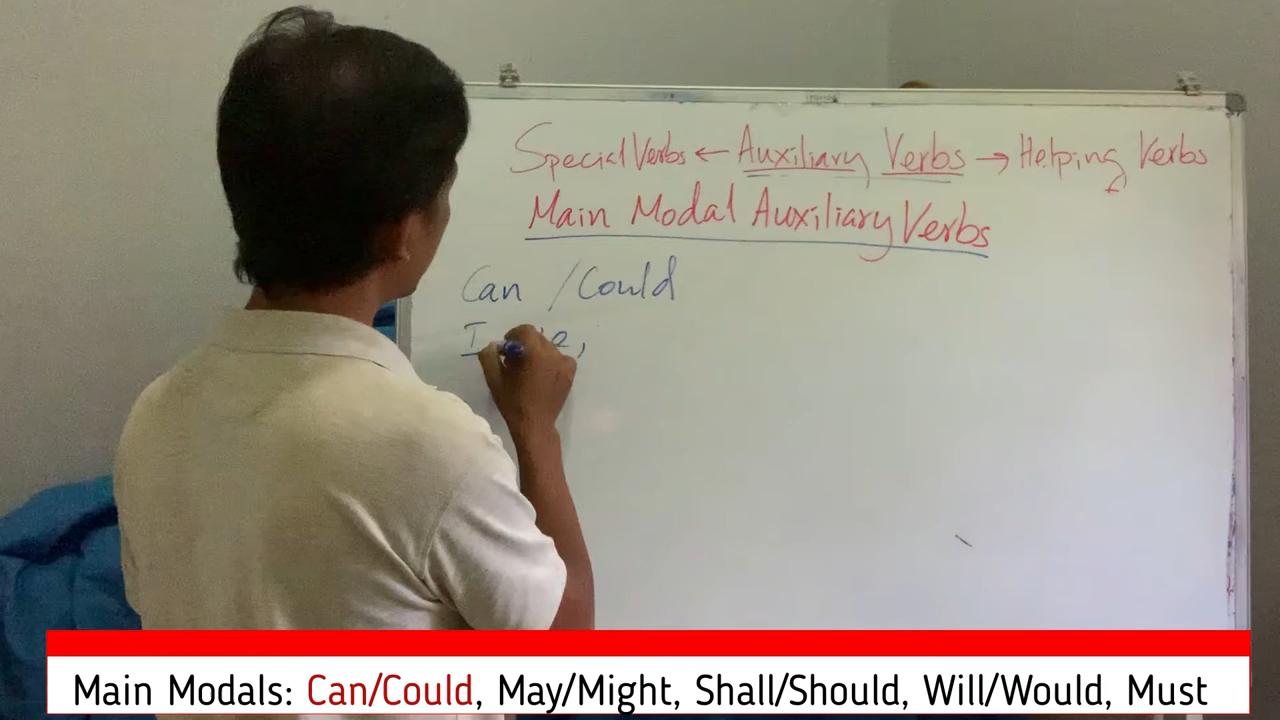 Special Verbs ← Auxiliary Verbs → Helping Verbs
Main Modal Auxiliary Verbs
Can /Could
I
Main Modals: Can/Could, May/Might, Shall/Should, Will/Would, Must